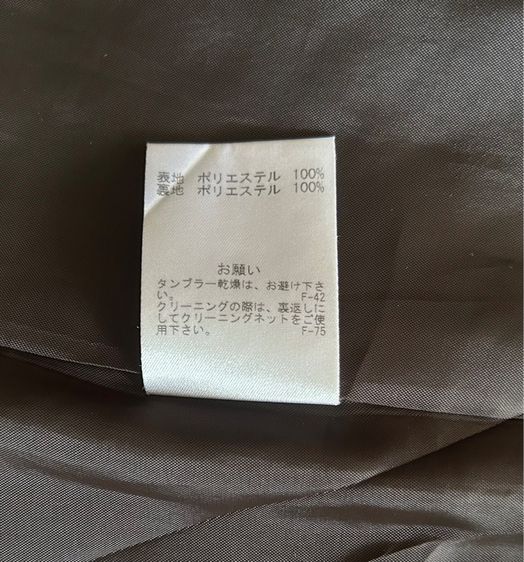 表地 ポリエステル 100%
裏地 ポリエステル 100%
お願い
タンブラー乾燥は、お避け下さ
い。 F-42
クリーニングの際は、裏返しに
してクリーニングネットをご使
用下さい。 F-75